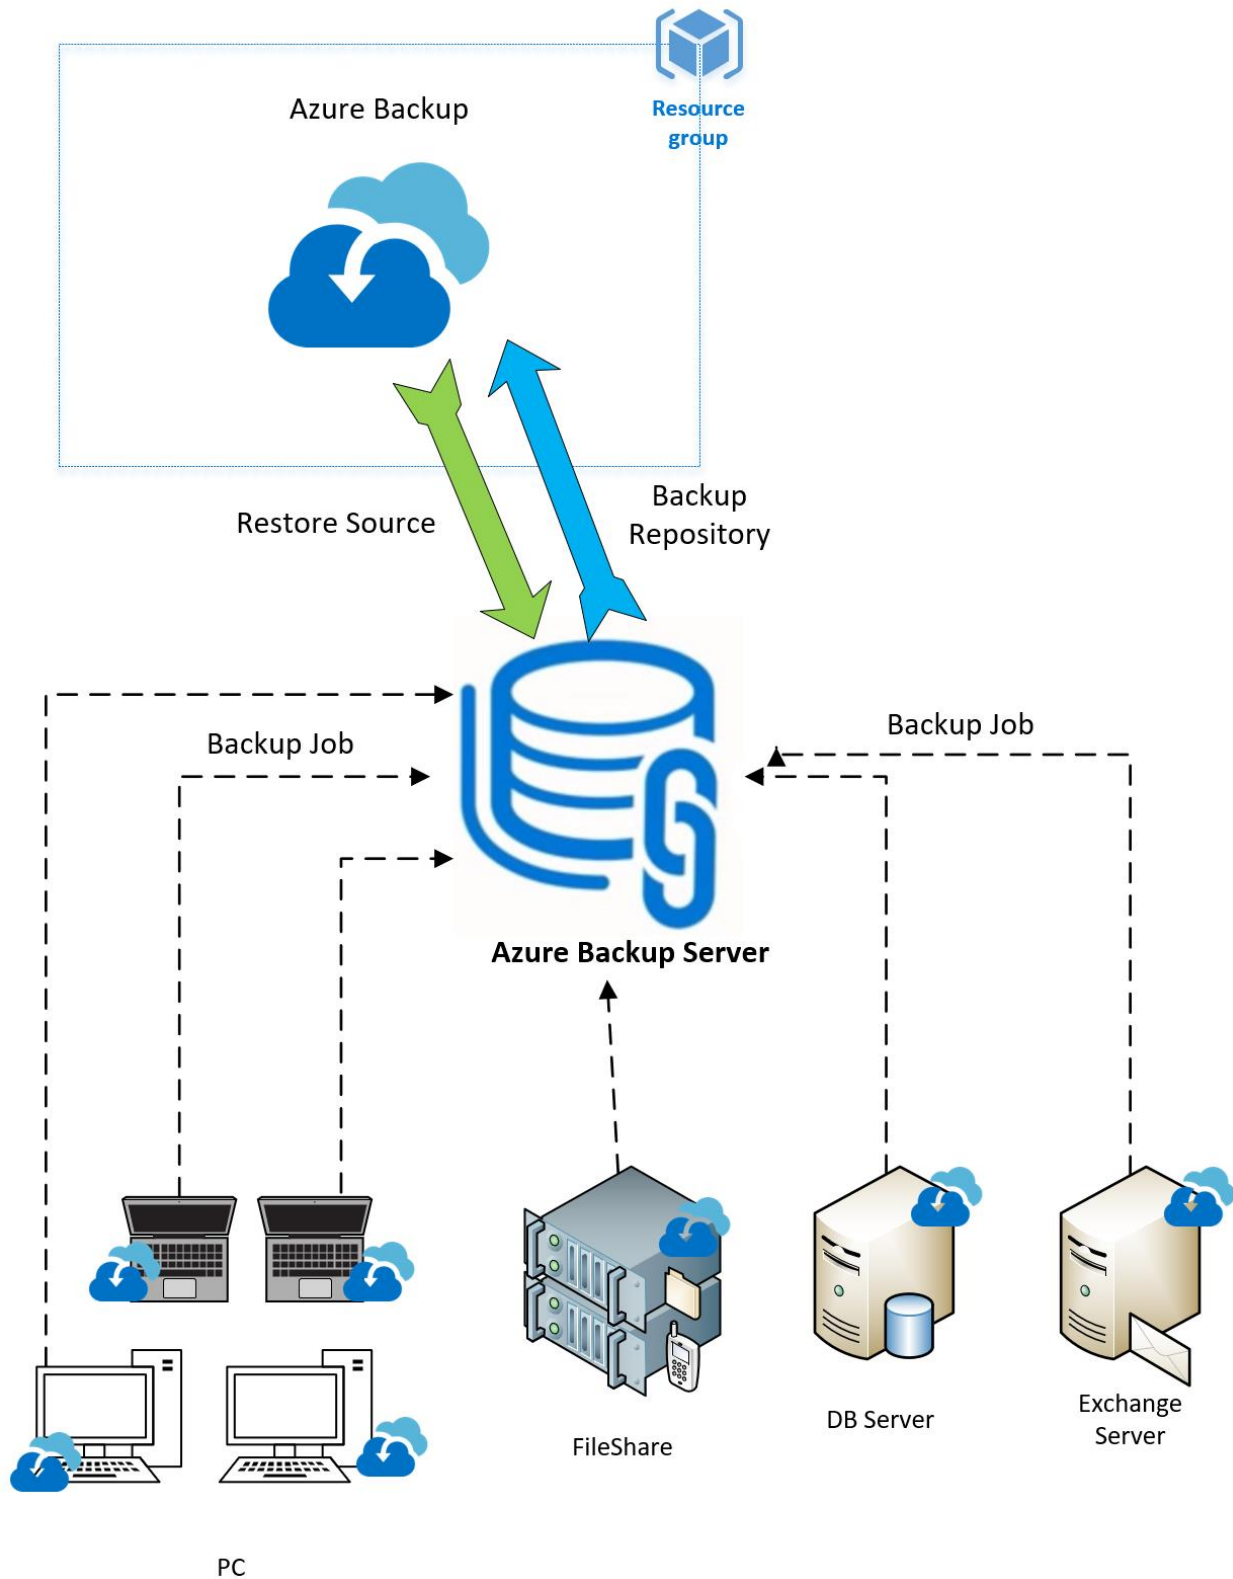 Azure Backup
Resource
group
Restore Source
Backup
Repository
Backup Job
Backup Job
Azure Backup Server
FileShare
DB Server
Exchange
Server
PC